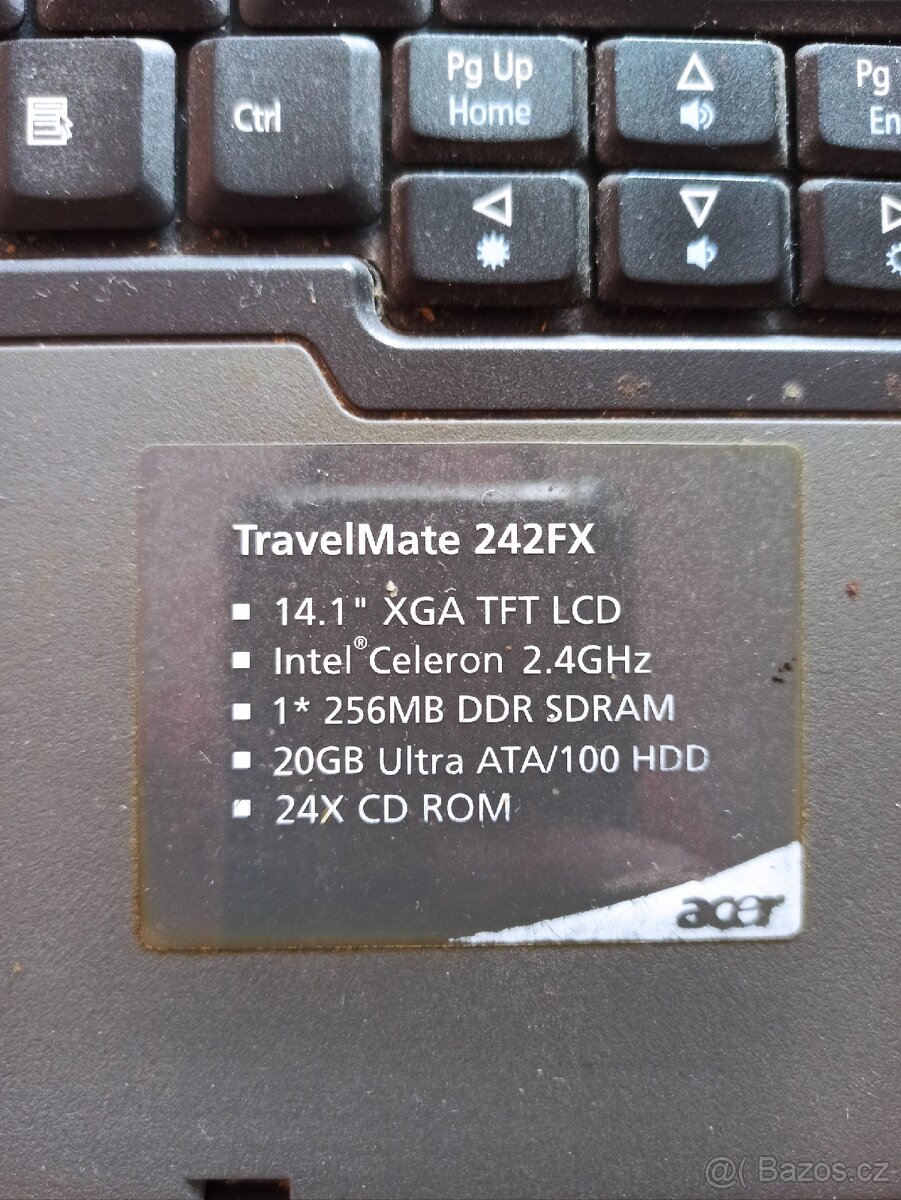 Pg Up
Home
Ctrl
Pg
En
TravelMate 242FX
▪ 14.1" XGA TFT LCD
▪ Intel® Celeron 2.4GHz
▪ 1* 256MB DDR SDRAM
▪ 20GB Ultra ATA/100 HDD
▪ 24X CD ROM
acer
@( Bazos.cz